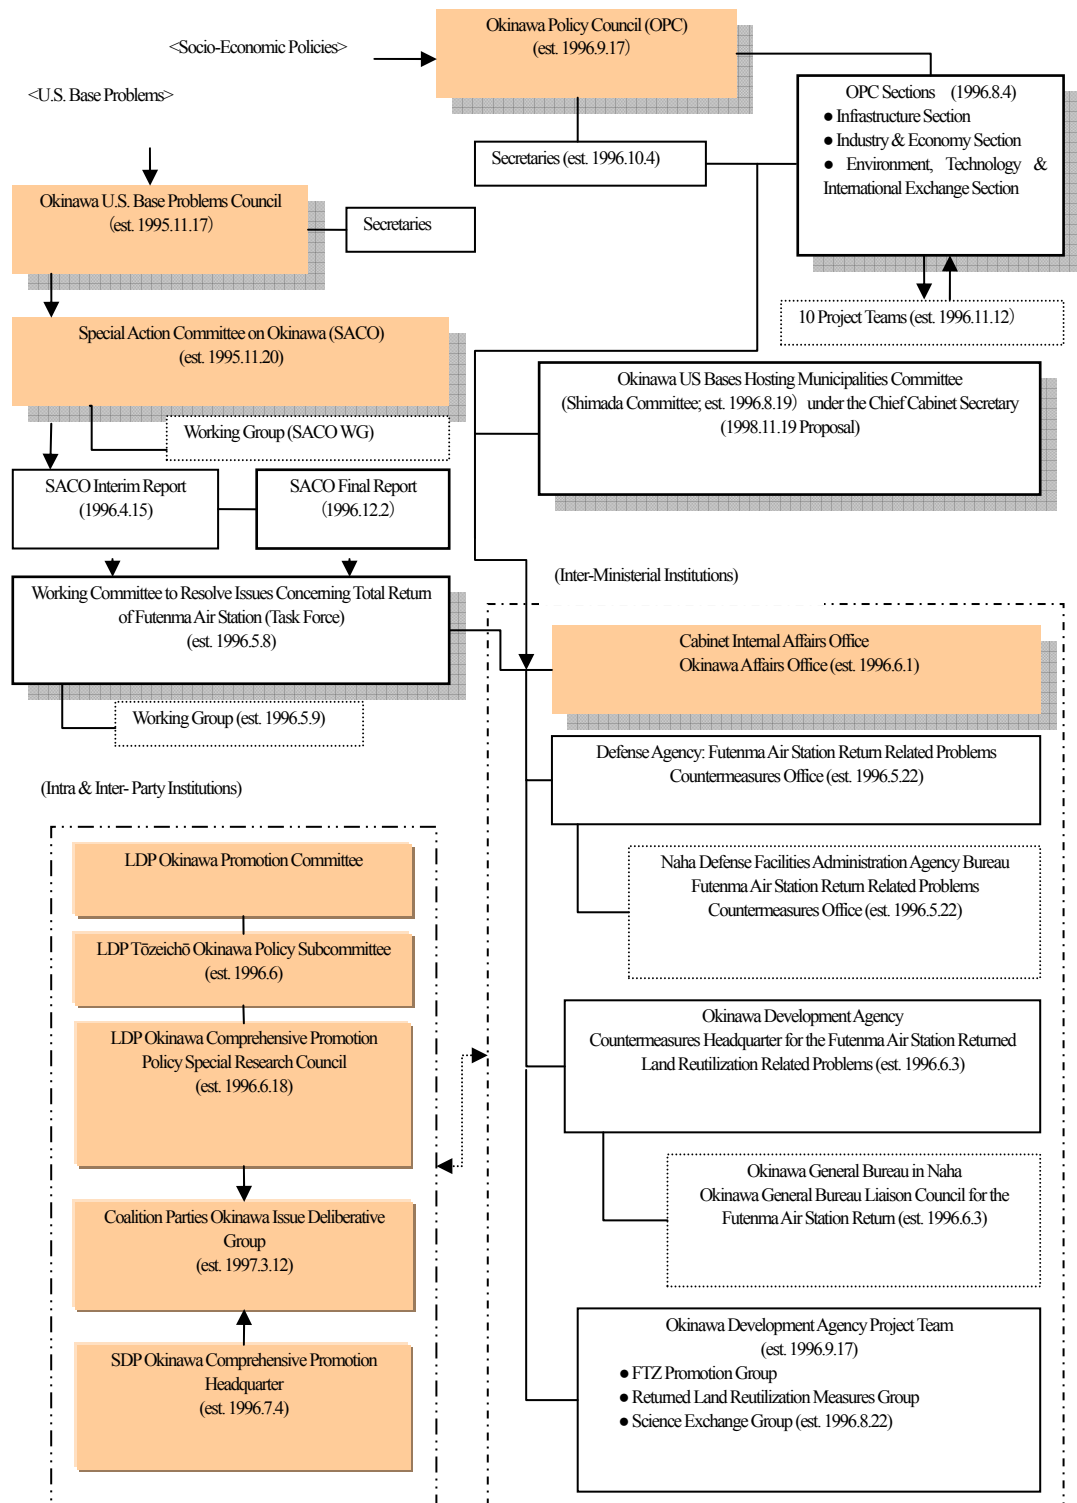 Okinawa Policy Council (OPC)
(est. 1996.9.17)
<Socio-Economic Policies>
<U.S. Base Problems>
OPC Sections (1996.8.4)
● Infrastructure Section
● Industry & Economy Section
● Environment, Technology &
International Exchange Section
Secretaries (est. 1996.10.4)
Okinawa U.S. Base Problems Council
(est. 1995.11.17)
Secretaries
10 Project Teams (est. 1996.11.12)
Special Action Committee on Okinawa (SACO)
(est. 1995.11.20)
Okinawa US Bases Hosting Municipalities Committee
(Shimada Committee; est. 1996.8.19) under the Chief Cabinet Secretary
(1998.11.19 Proposal)
Working Group (SACO WG)
SACO Interim Report
(1996.4.15)
SACO Final Report
(1996.12.2)
Working Committee to Resolve Issues Concerning Total Return
of Futenma Air Station (Task Force)
(est. 1996.5.8)
Working Group (est. 1996.5.9)
(Inter-Ministerial Institutions)
Cabinet Internal Affairs Office
Okinawa Affairs Office (est. 1996.6.1)
Defense Agency: Futenma Air Station Return Related Problems
Countermeasures Office (est. 1996.5.22)
Naha Defense Facilities Administration Agency Bureau
Futenma Air Station Return Related Problems
Countermeasures Office (est. 1996.5.22)
Okinawa Development Agency
Countermeasures Headquarter for the Futenma Air Station Returned
Land Reutilization Related Problems (est. 1996.6.3)
Okinawa General Bureau in Naha
Okinawa General Bureau Liaison Council for the
Futenma Air Station Return (est. 1996.6.3)
Okinawa Development Agency Project Team
(est. 1996.9.17)
● FTZ Promotion Group
● Returned Land Reutilization Measures Group
● Science Exchange Group (est. 1996.8.22)
(Intra & Inter- Party Institutions)
LDP Okinawa Promotion Committee
LDP Tōzeichō Okinawa Policy Subcommittee
(est. 1996.6)
LDP Okinawa Comprehensive Promotion
Policy Special Research Council
(est. 1996.6.18)
Coalition Parties Okinawa Issue Deliberative
Group
(est. 1997.3.12)
SDP Okinawa Comprehensive Promotion
Headquarter
(est. 1996.7.4)